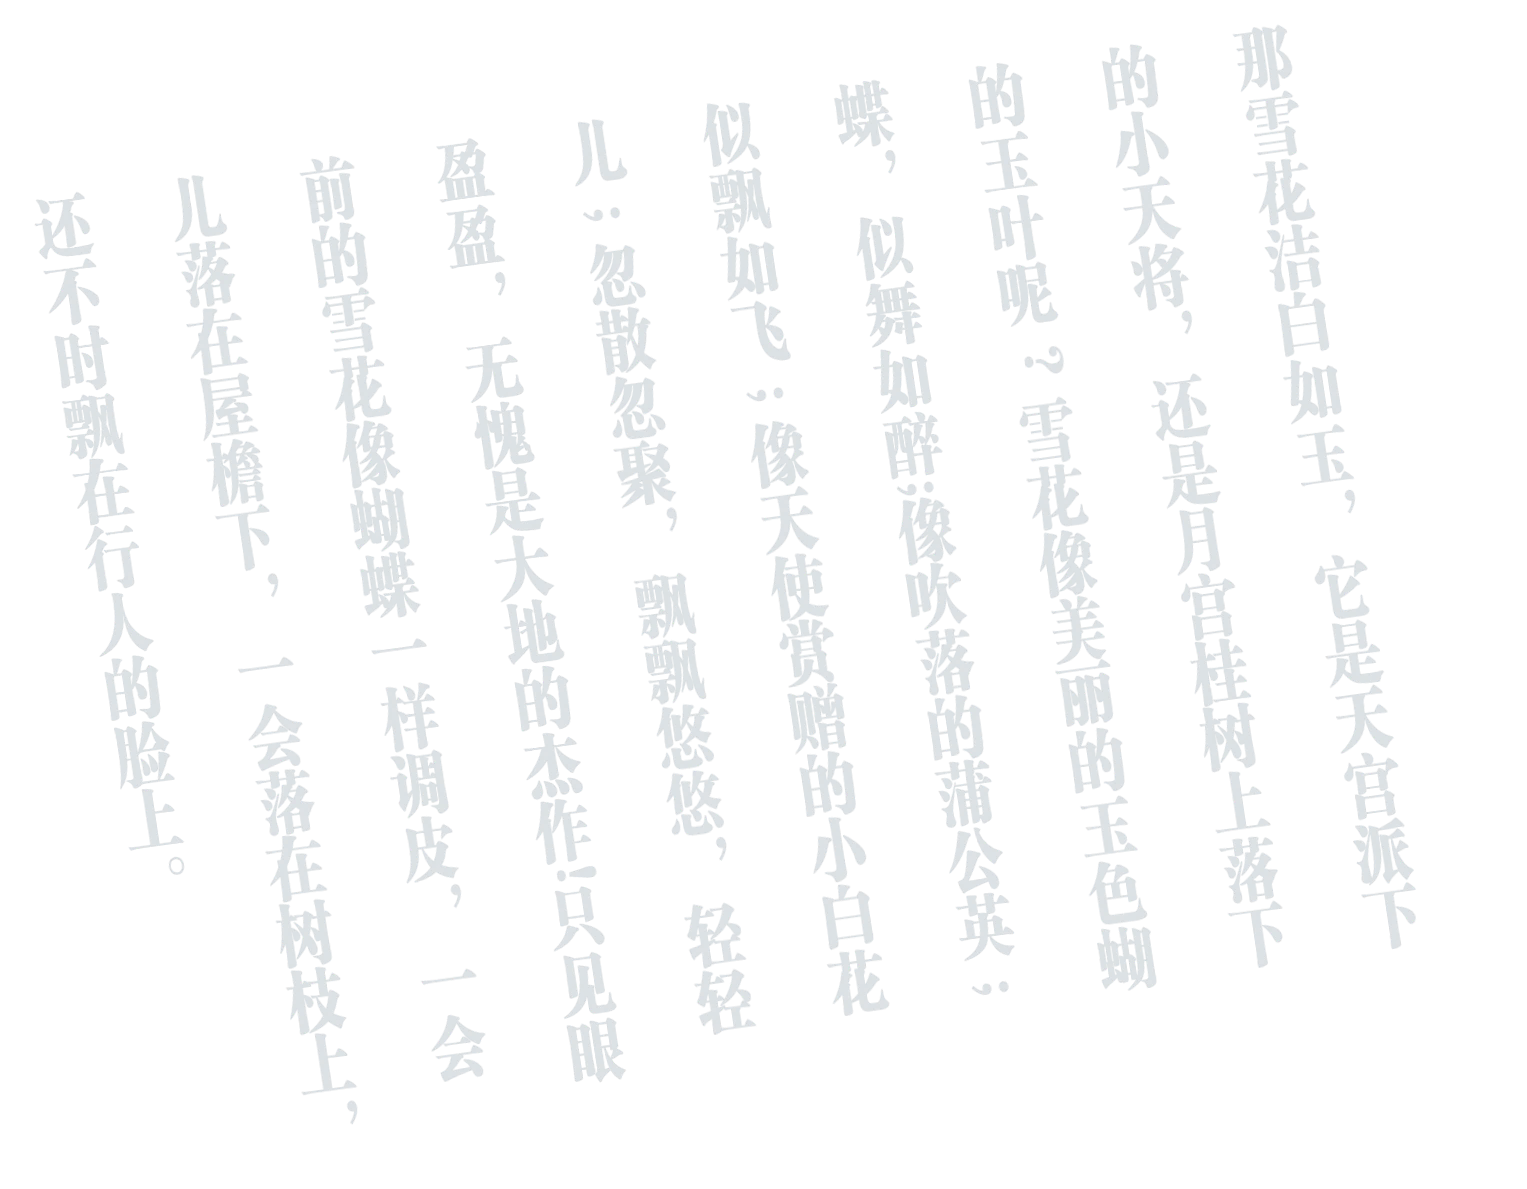 那雪花洁白如玉，它是天宫派下
的小天将，还是月宫桂树上落下
的玉叶呢？雪花像美丽的玉色蝴
蝶，似舞如醉;像吹落的蒲公英；
似飘如飞；像天使赏赠的小白花
儿；忽散忽聚，飘飘悠悠，轻轻
盈盈，无愧是大地的杰作!只见眼
前的雪花像蝴蝶一样调皮，一会
儿落在屋檐下，一会落在树枝上，
还不时飘在行人的脸上。